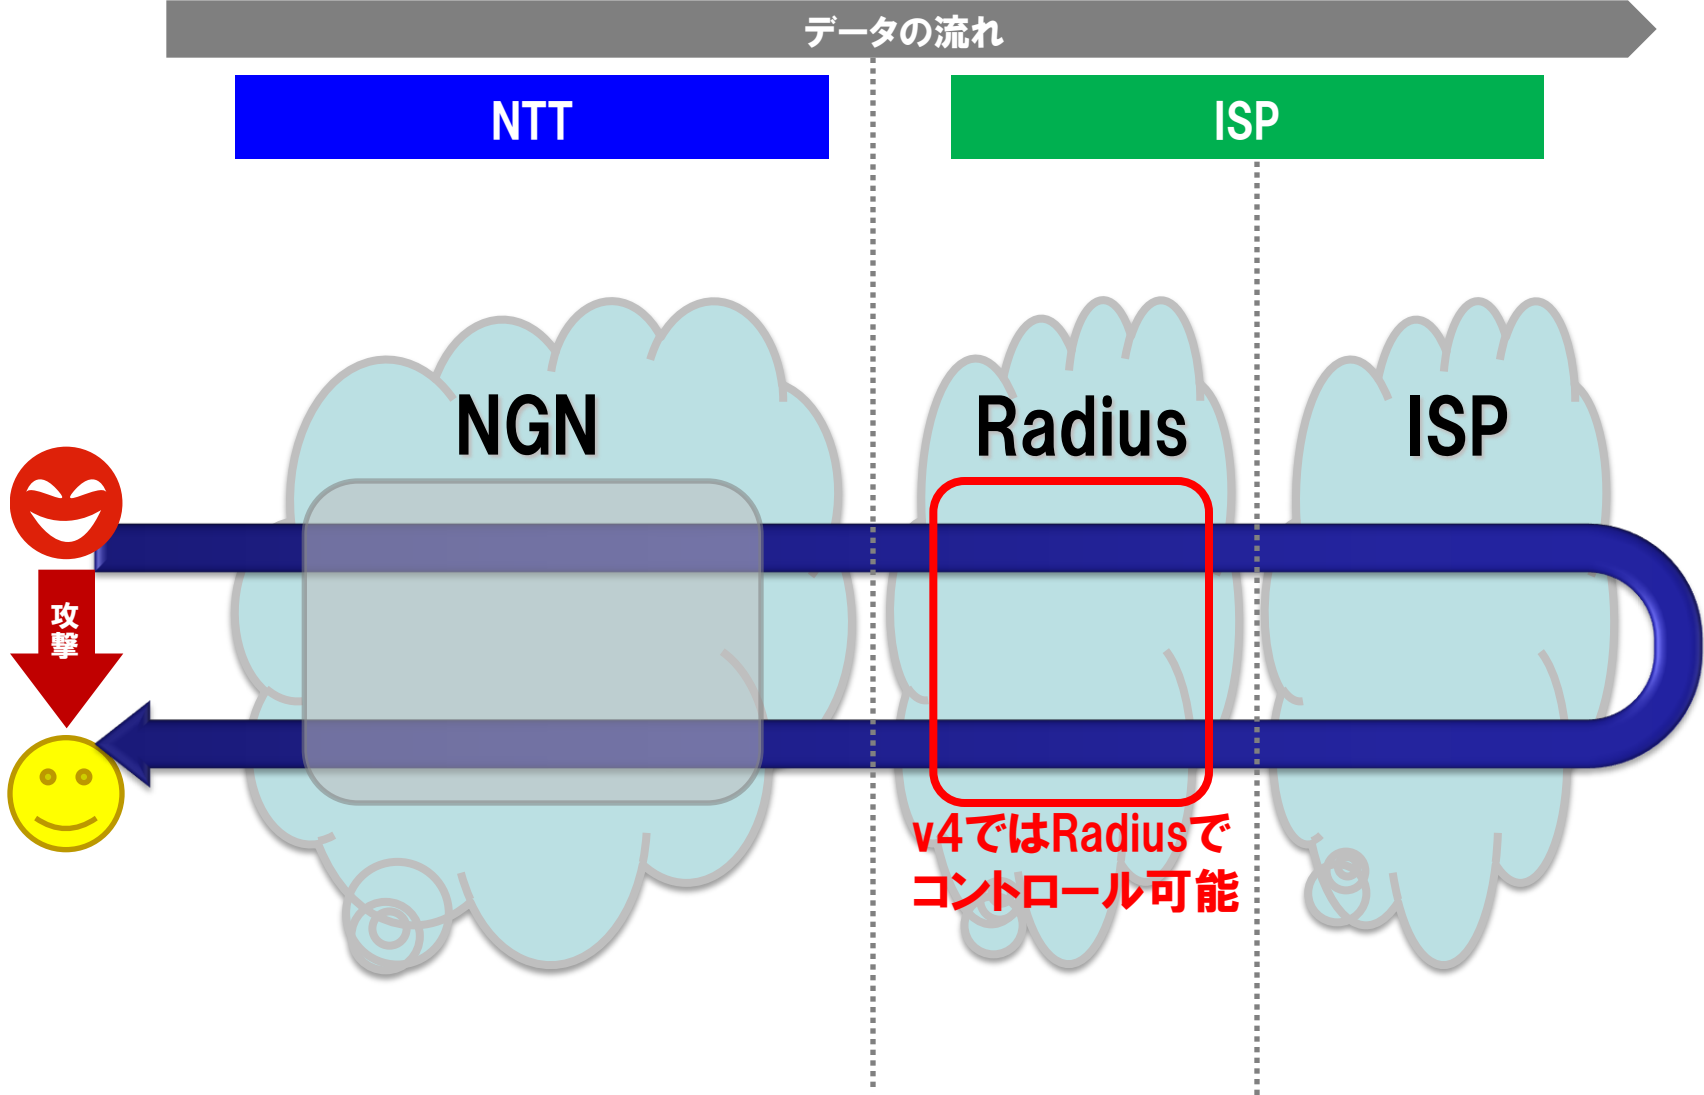 データの流れ
NTT
ISP
NGN
Radius
ISP
攻
撃
v4ではRadiusで
コントロール可能